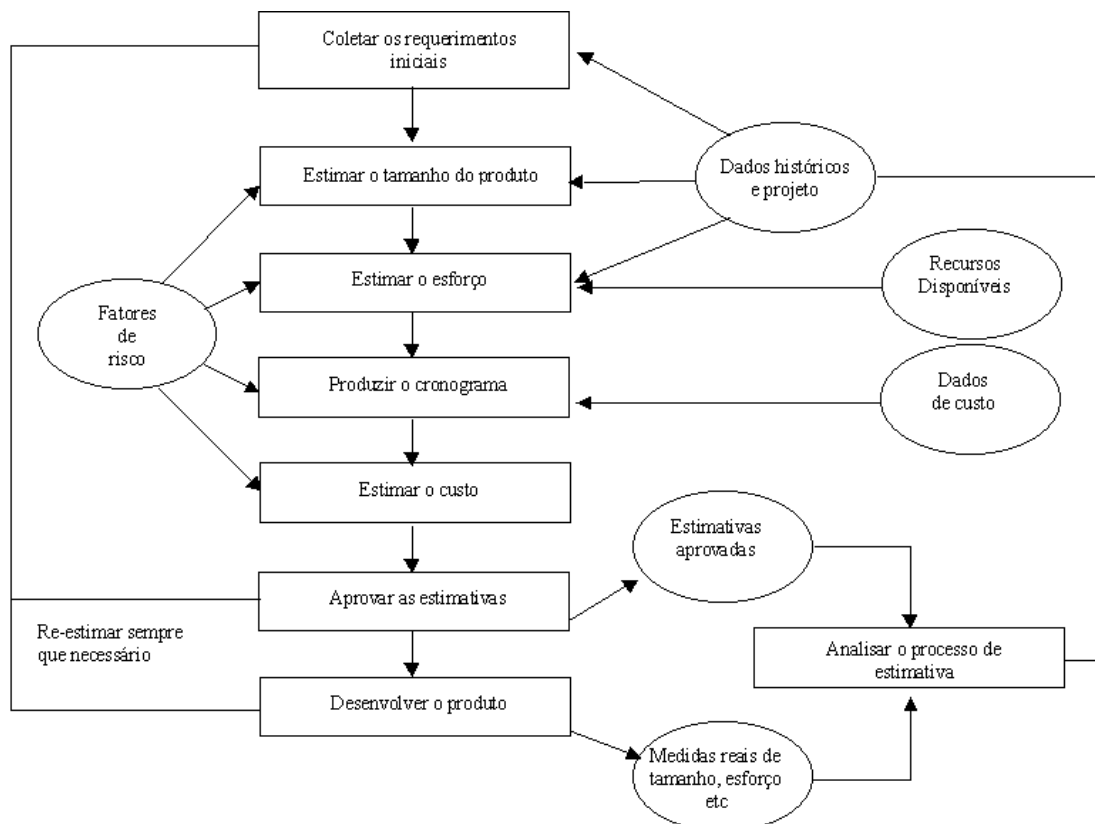 Coletar os requerimentos
iniciais
Estimar o tamanho do produto
Dados históricos
e projeto
Estimar o esforço
Recursos
Disponíveis
Fatores
de
risco
Produzir o cronograma
Dados
de custo
Estimar o custo
Estimativas
aprovadas
Aprovar as estimativas
Re-estimar sempre
que necessário
Analisar o processo de
estimativa
Desenvolver o produto
Medidas reais de
tamanho, esforço
etc